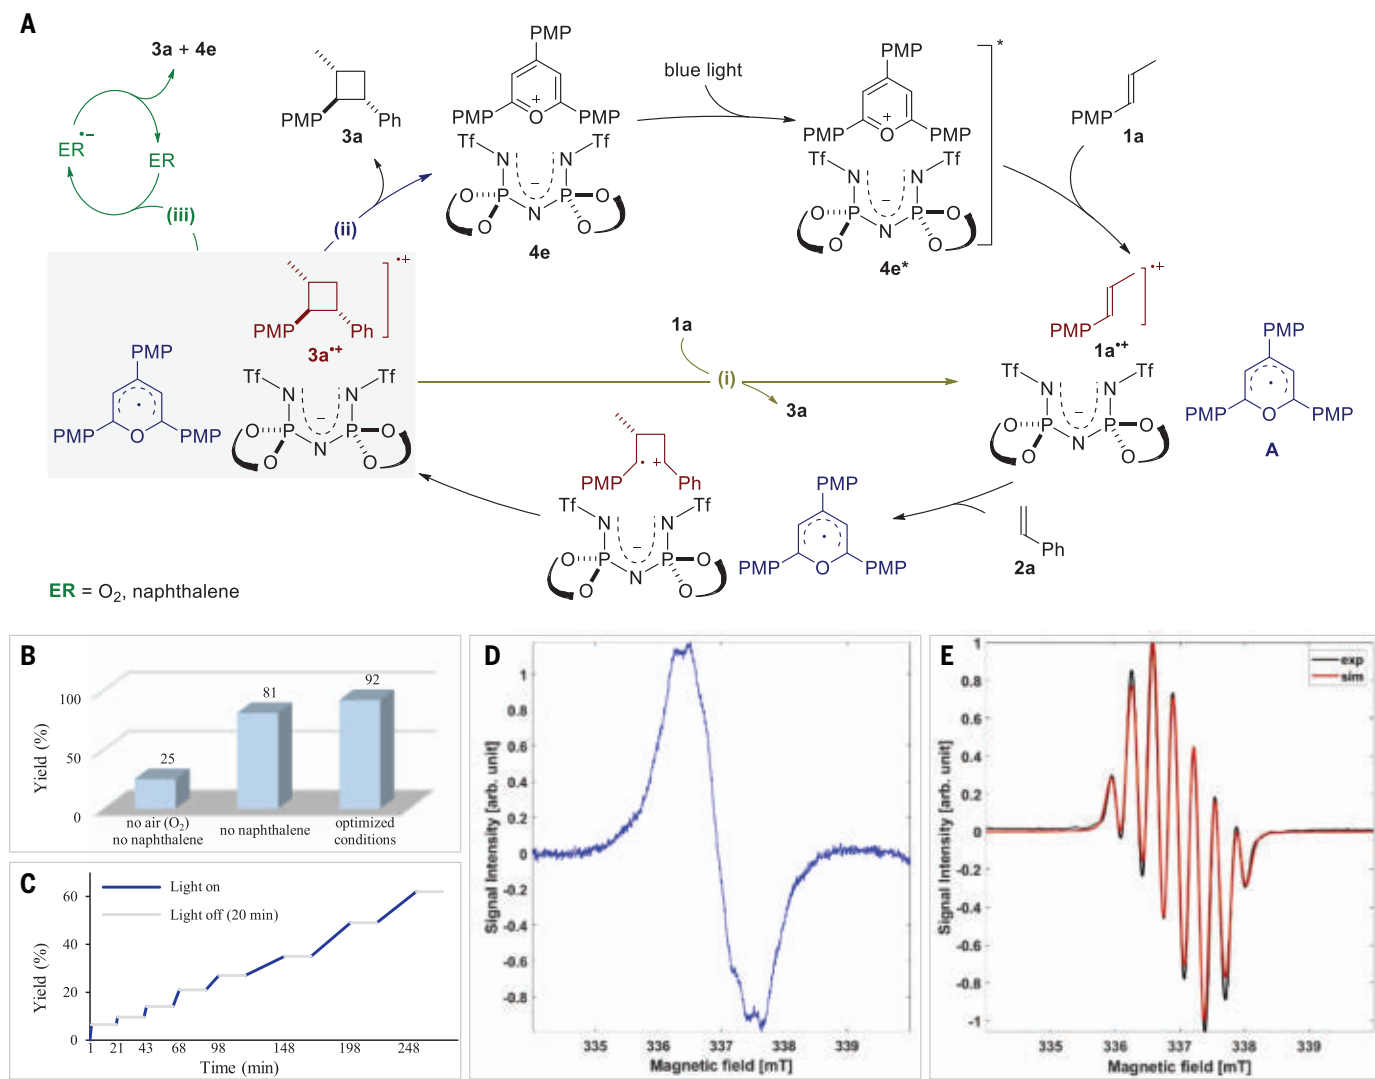 A
3a + 4e
ER•−
ER
(iii)
PMP
Ph
3a
(ii)
PMP
PMP
O
+
PMP
Tf
Tf
N
N
−
O
P
P
O
O
N
O
4e
blue light
PMP
PMP
O
+
PMP
*
Tf
Tf
N
N
−
O
P
P
O
O
N
O
4e*
PMP
1a
PMP
Ph
•+
3a•+
PMP
•
PMP
O
PMP
Tf
Tf
N
N
−
O
P
P
O
O
N
O
1a
(i)
3a
PMP
•+
1a•+
Tf
Tf
N
N
−
O
P
P
O
O
N
O
PMP
•
PMP
O
PMP
A
• +
PMP
Ph
Tf
Tf
N
N
−
O
P
P
O
O
N
O
PMP
•
PMP
O
PMP
Ph
2a
ER = O2, naphthalene
B
Yield (%)
100
50
0
25
81
92
no air (O2)
no naphthalene
no naphthalene
optimized
conditions
C
Light on
Light off (20 min)
Yield (%)
60
40
20
0
1 21 43 68 98 148 198 248
Time (min)
D
Signal Intensity [arb. unit]
1
0.8
0.6
0.4
0.2
0
-0.2
-0.4
-0.6
-0.8
335 336 337 338 339
Magnetic field [mT]
E
exp
sim
Signal Intensity [arb. unit]
1
0.8
0.6
0.4
0.2
0
-0.2
-0.4
-0.6
-0.8
-1
335 336 337 338 339
Magnetic field [mT]